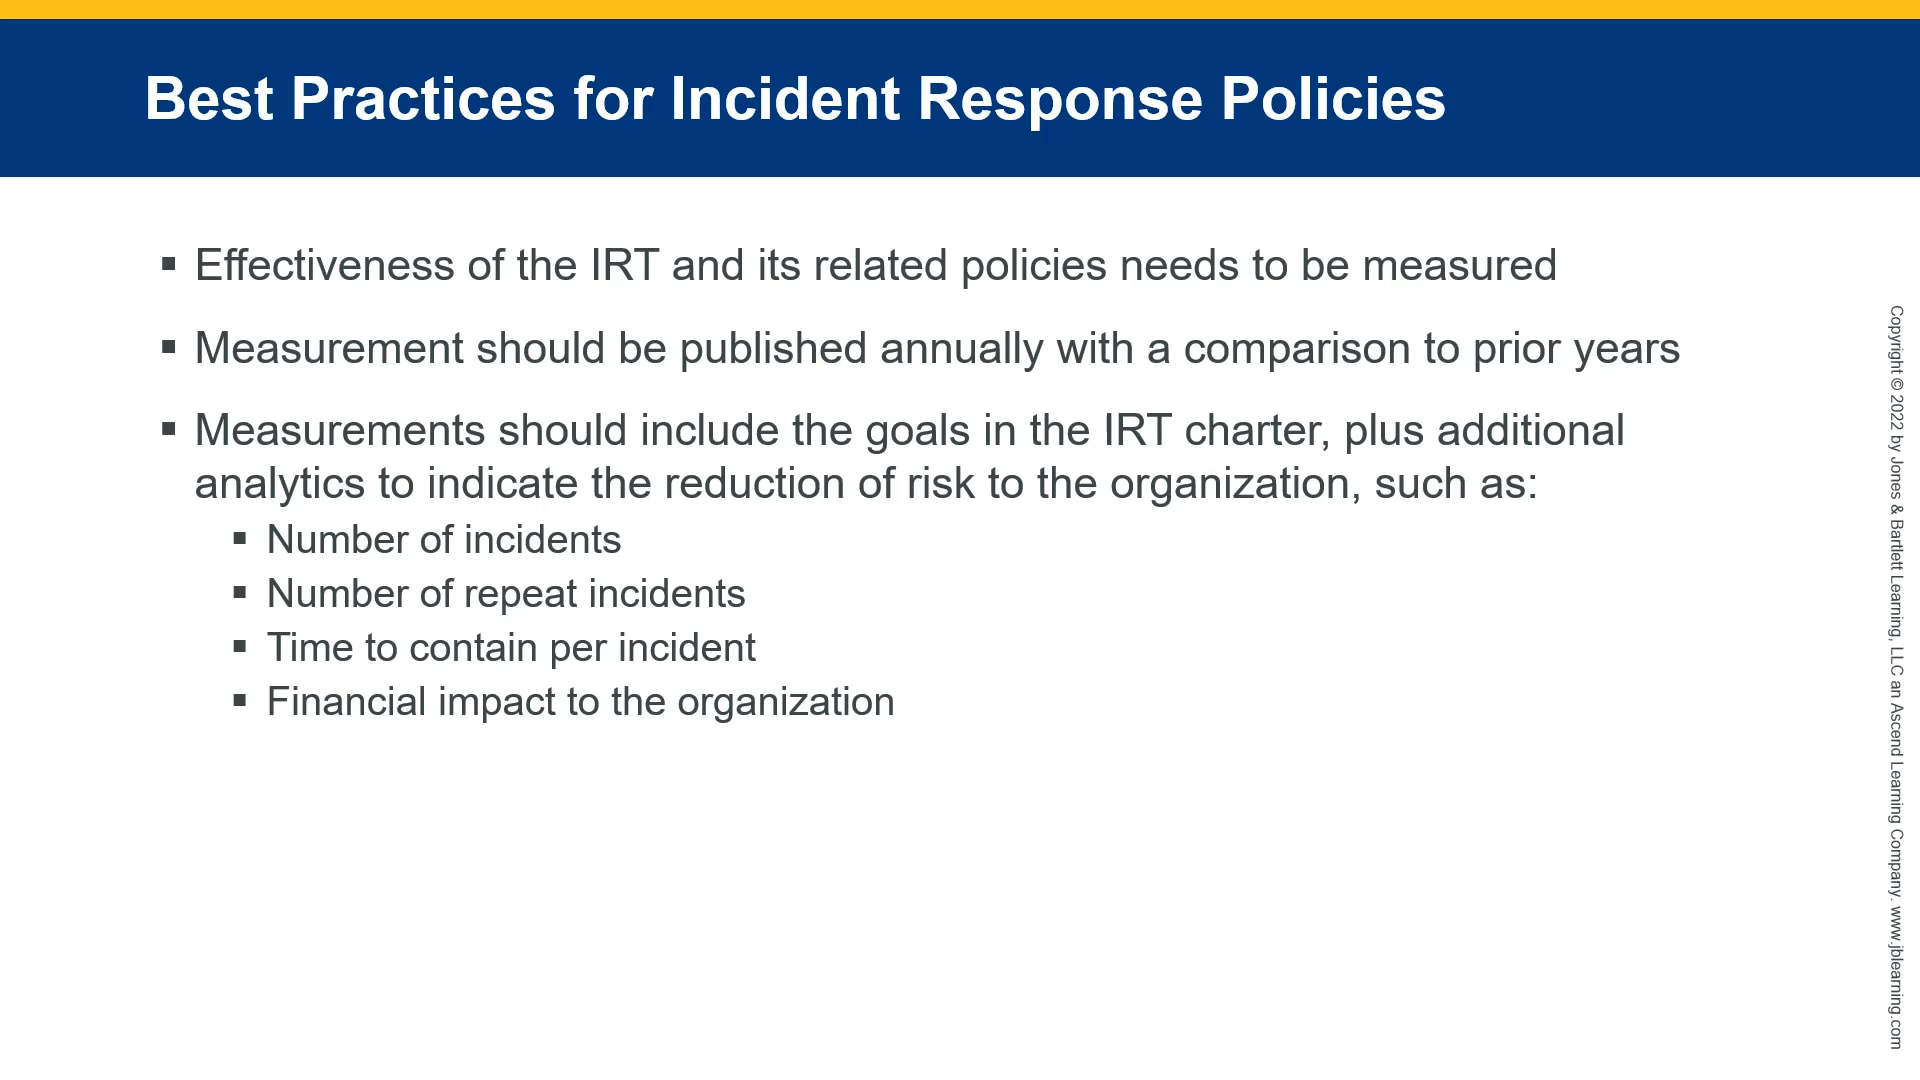 Best Practices for Incident Response Policies
▪ Effectiveness of the IRT and its related policies needs to be measured
▪ Measurement should be published annually with a comparison to prior years
▪ Measurements should include the goals in the IRT charter, plus additional
analytics to indicate the reduction of risk to the organization, such as:
▪ Number of incidents
▪ Number of repeat incidents
▪ Time to contain per incident
▪ Financial impact to the organization
Copyright © 2022 by Jones & Bartlett Learning, LLC an Ascend Learning Company. www.jblearning.com